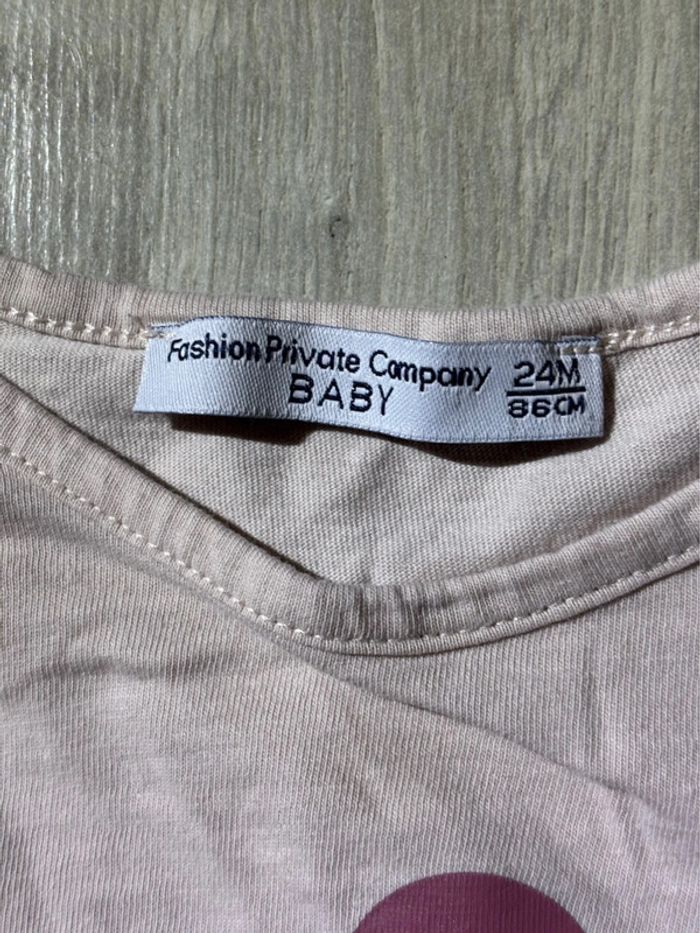 Fashion Private Company
BABY
24M
86CM